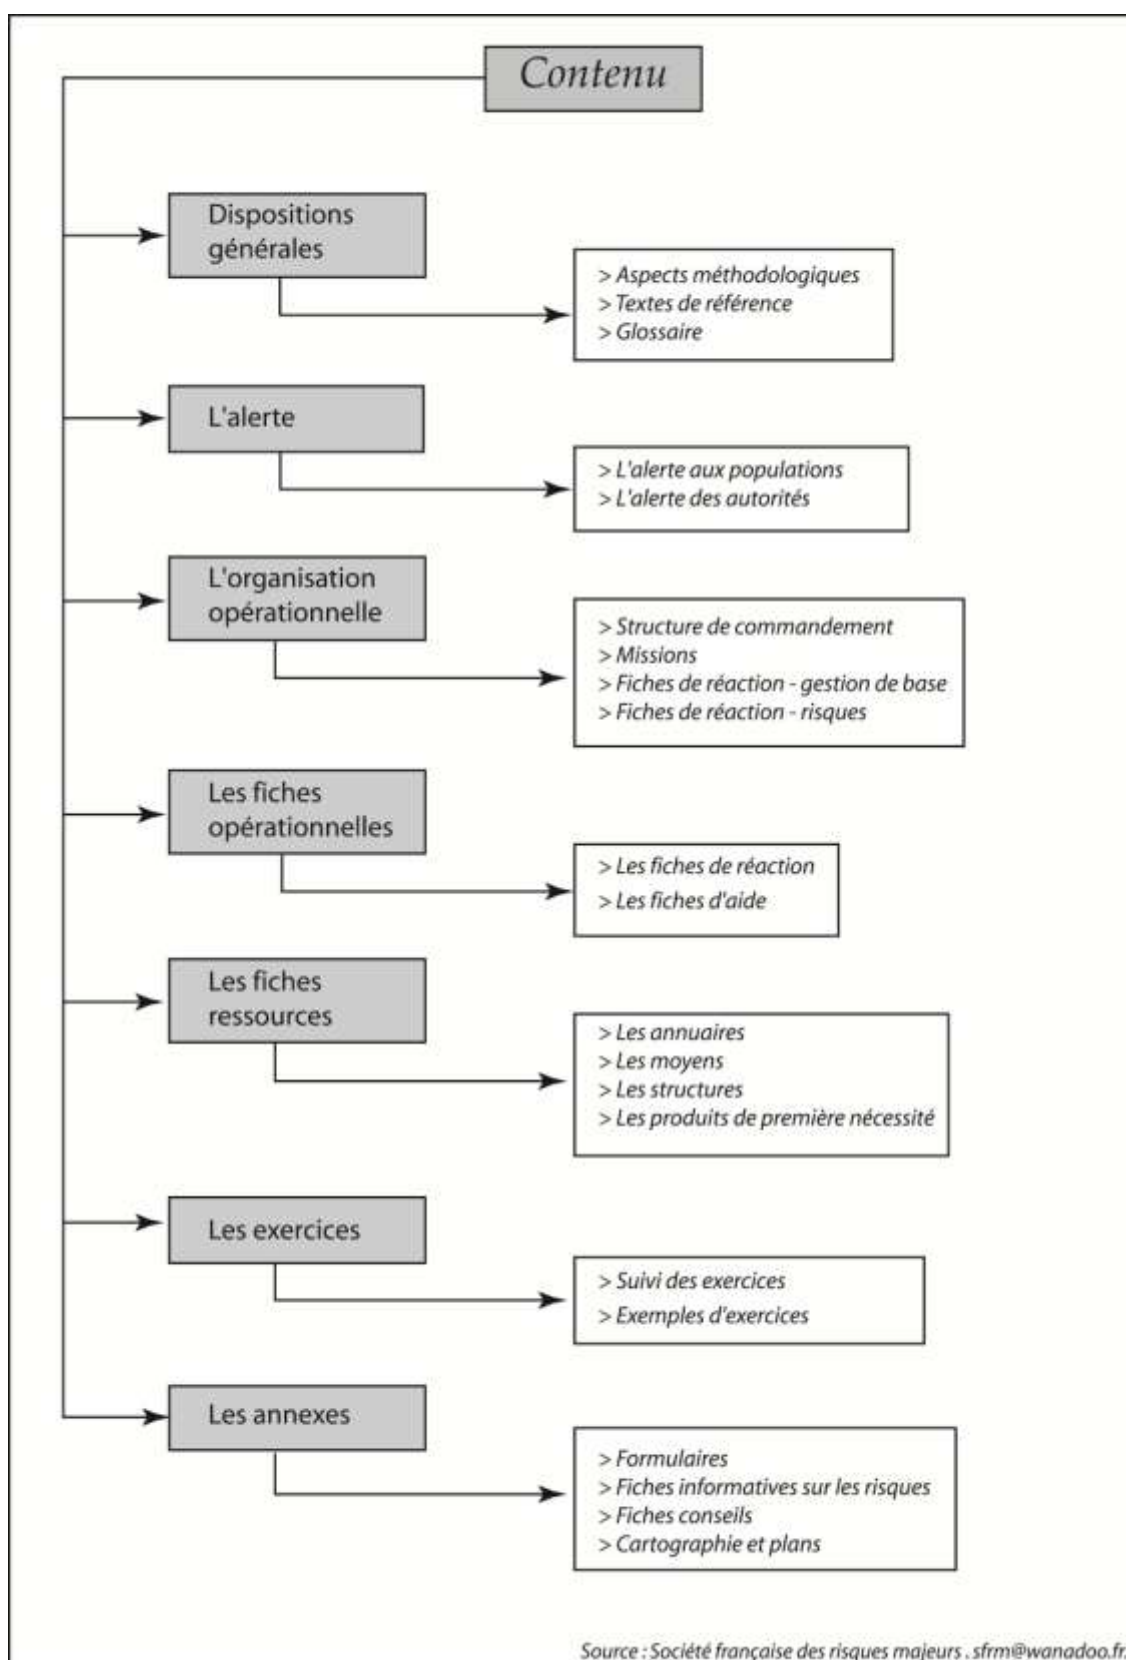 Contenu
Dispositions
générales
> Aspects méthodologiques
> Textes de référence
> Glossaire
L'alerte
> L'alerte aux populations
> L'alerte des autorités
L'organisation
opérationnelle
> Structure de commandement
> Missions
> Fiches de réaction - gestion de base
> Fiches de réaction - risques
Les fiches
opérationnelles
> Les fiches de réaction
> Les fiches d'aide
Les fiches
ressources
> Les annuaires
> Les moyens
> Les structures
> Les produits de première nécessité
Les exercices
> Suivi des exercices
> Exemples d'exercices
Les annexes
> Formulaires
> Fiches informatives sur les risques
> Fiches conseils
> Cartographie et plans
Source : Société française des risques majeurs . sfrm@wanadoo.fr.